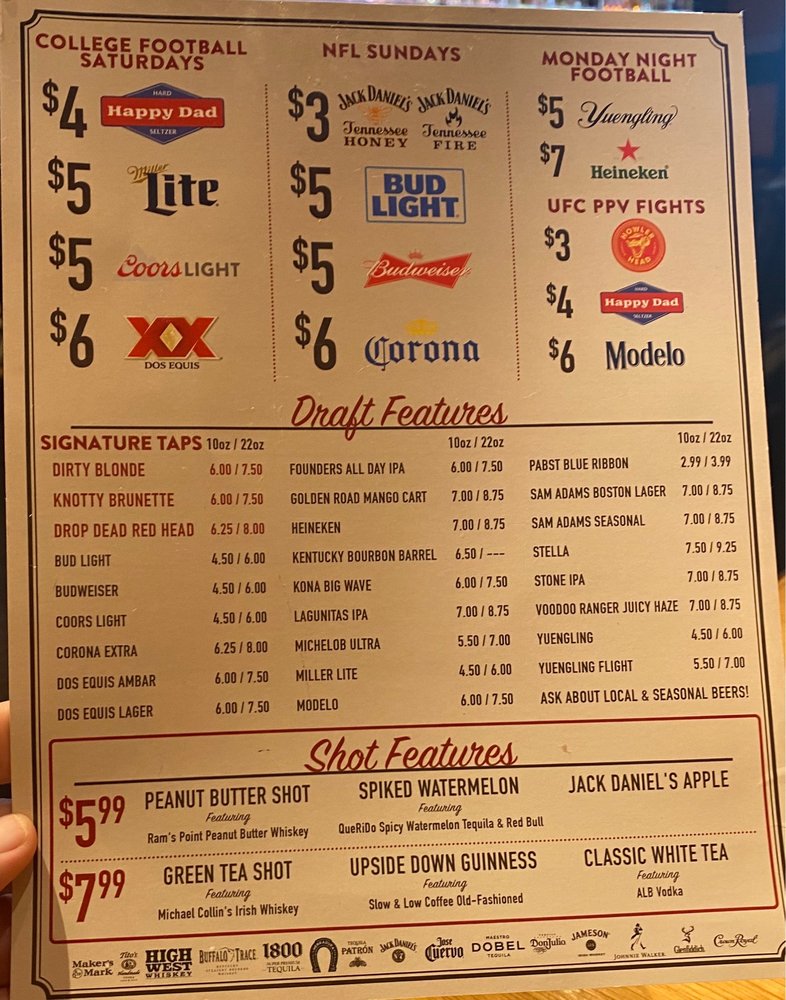 COLLEGE FOOTBALL
SATURDAYS
$4 HARD
Happy Dad
SELTZER
$5 Miller
Lite
$5 Coors LIGHT
$6 XX
DOS EQUIS
NFL SUNDAYS
$3 JACK DANIEL'S JACK DANIEL'S
Tennessee Tennessee
HONEY FIRE
$5 BUD
LIGHT
$5 Budweiser
$6 Corona
MONDAY NIGHT
FOOTBALL
$5 Yuengling
$7 Heineken
UFC PPV FIGHTS
$3 HOWLER
HEAD
$4 HARD
Happy Dad
SELTZER
$6 Modelo
Draft Features
SIGNATURE TAPS 10oz / 22oz
DIRTY BLONDE 6.00 / 7.50
KNOTTY BRUNETTE 6.00 / 7.50
DROP DEAD RED HEAD 6.25 / 8.00
BUD LIGHT 4.50 / 6.00
BUDWEISER 4.50 / 6.00
COORS LIGHT 4.50 / 6.00
CORONA EXTRA 6.25 / 8.00
DOS EQUIS AMBAR 6.00 / 7.50
DOS EQUIS LAGER 6.00 / 7.50
10oz / 22oz
FOUNDERS ALL DAY IPA 6.00 / 7.50
GOLDEN ROAD MANGO CART 7.00 / 8.75
HEINEKEN 7.00 / 8.75
KENTUCKY BOURBON BARREL 6.50 / ---
KONA BIG WAVE 6.00 / 7.50
LAGUNITAS IPA 7.00 / 8.75
MICHELOB ULTRA 5.50 / 7.00
MILLER LITE 4.50 / 6.00
MODELO 6.00 / 7.50
10oz / 22oz
PABST BLUE RIBBON 2.99 / 3.99
SAM ADAMS BOSTON LAGER 7.00 / 8.75
SAM ADAMS SEASONAL 7.00 / 8.75
STELLA 7.50 / 9.25
STONE IPA 7.00 / 8.75
VOODOO RANGER JUICY HAZE 7.00 / 8.75
YUENGLING 4.50 / 6.00
YUENGLING FLIGHT 5.50 / 7.00
ASK ABOUT LOCAL & SEASONAL BEERS!
Shot Features
$5.99
PEANUT BUTTER SHOT
Featuring
Ram's Point Peanut Butter Whiskey
SPIKED WATERMELON
Featuring
QueRiDo Spicy Watermelon Tequila & Red Bull
JACK DANIEL'S APPLE
$7.99
GREEN TEA SHOT
Featuring
Michael Collin's Irish Whiskey
UPSIDE DOWN GUINNESS
Featuring
Slow & Low Coffee Old-Fashioned
CLASSIC WHITE TEA
Featuring
ALB Vodka
Maker's
Mark
Tito's
Handmade
HIGH
WEST
WHISKEY
BUFFALO TRACE
1800
TEQUILA
TEQUILA
PATRÓN
JACK DANIEL'S
Jose
Cuervo
MAESTRO
DOBEL
TEQUILA
Don Julio
JAMESON
JOHNNIE WALKER
Glenfiddich
Crown Royal